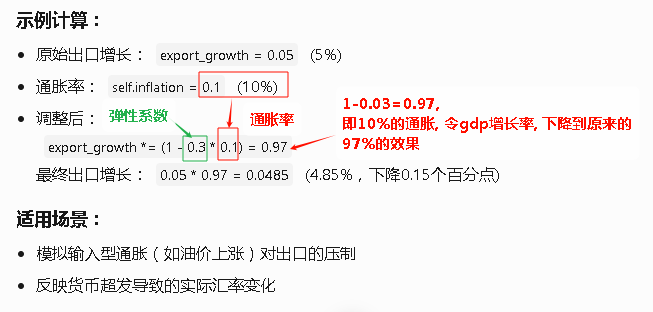 示例计算：
原始出口增长： export_growth = 0.05 (5%)
通胀率： self.inflation = 0.1 (10%)
1-0.03=0.97,
即10%的通胀, 令gdp增长率, 下降到原来的
97%的效果
调整后： 弹性系数 通胀率
export_growth *= (1 - 0.3 * 0.1) = 0.97
最终出口增长： 0.05 * 0.97 = 0.0485 (4.85%，下降0.15个百分点)
适用场景：
模拟输入型通胀（如油价上涨）对出口的压制
反映货币超发导致的实际汇率变化